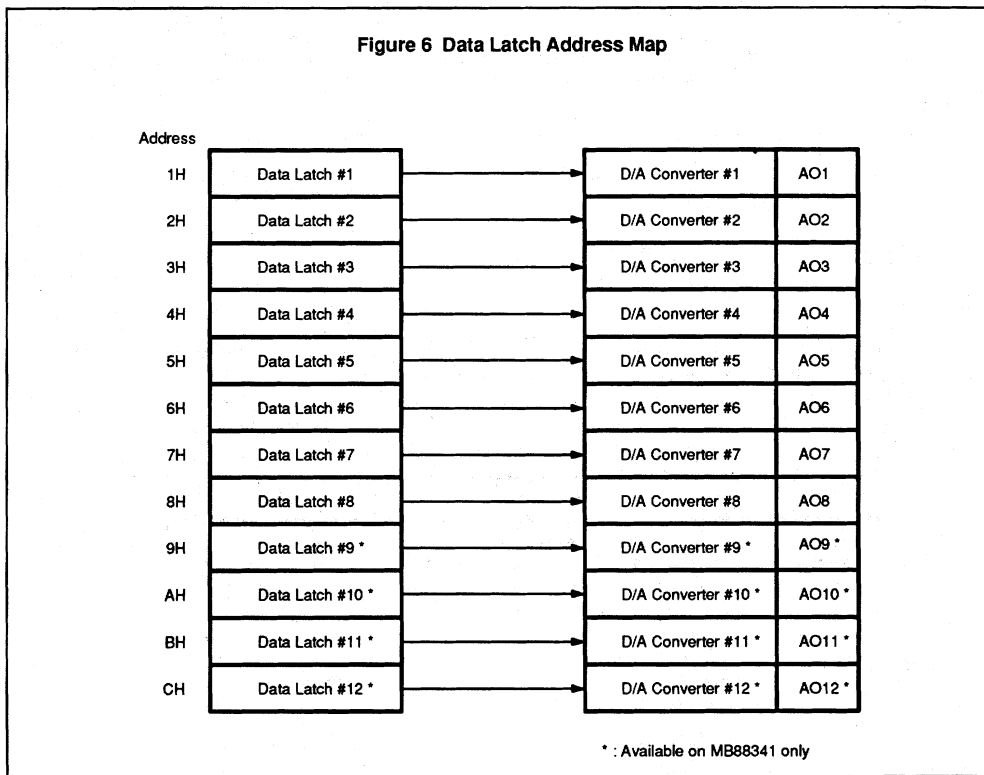 Figure 6 Data Latch Address Map
Address
1H Data Latch #1 D/A Converter #1 AO1
2H Data Latch #2 D/A Converter #2 AO2
3H Data Latch #3 D/A Converter #3 AO3
4H Data Latch #4 D/A Converter #4 AO4
5H Data Latch #5 D/A Converter #5 AO5
6H Data Latch #6 D/A Converter #6 AO6
7H Data Latch #7 D/A Converter #7 AO7
8H Data Latch #8 D/A Converter #8 AO8
9H Data Latch #9 * D/A Converter #9 * AO9 *
AH Data Latch #10 * D/A Converter #10 * AO10 *
BH Data Latch #11 * D/A Converter #11 * AO11 *
CH Data Latch #12 * D/A Converter #12 * AO12 *
* : Available on MB88341 only